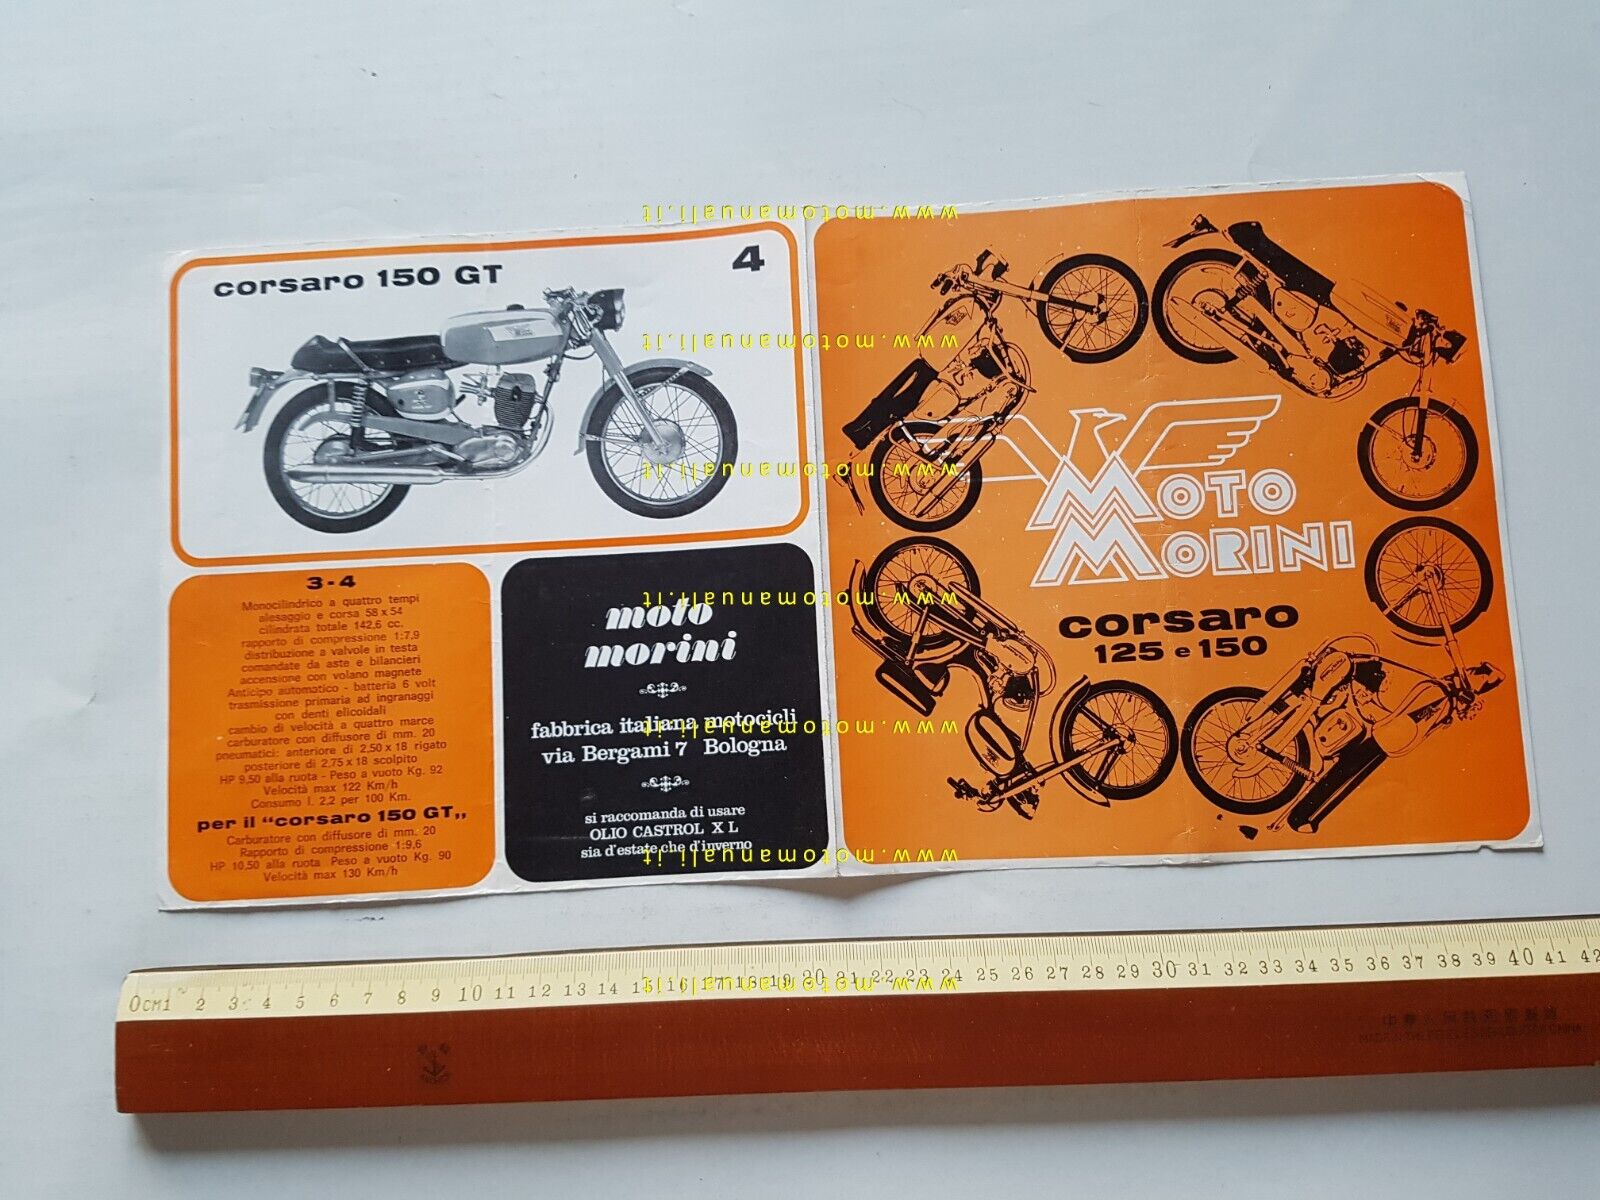 corsaro 150 GT
4
3-4
Monocilindrico a quattro tempi
alesaggio e corsa 58 x 54
cilindrata totale 142,6 cc.
rapporto di compressione 1:7,9
distribuzione a valvole in testa
comandate da aste e bilancieri
accensione con volano magnete
Anticipo automatico - batteria 6 volt
trasmissione primaria ad ingranaggi
con denti elicoidali
cambio di velocità a quattro marce
carburatore con diffusore di mm. 20
pneumatici: anteriore di 2,50 x 18 rigato
posteriore di 2,75 x 18 scolpito
HP 9,50 alla ruota - Peso a vuoto Kg. 92
Velocità max 122 Km/h
Consumo l. 2,2 per 100 Km.
per il "corsaro 150 GT„
Carburatore con diffusore di mm. 20
Rapporto di compressione 1:9,6
HP 10,50 alla ruota Peso a vuoto Kg. 90
Velocità max 130 Km/h
moto
morini
fabbrica italiana motocicli
via Bergami 7 Bologna
si raccomanda di usare
OLIO CASTROL X L
sia d'estate che d'inverno
MOTO
MORINI
corsaro
125 e 150
www.motomanuali.it
www.motomanuali.it
www.motomanuali.it
www.motomanuali.it
www.motomanuali.it
www.motomanuali.it
www.motomanuali.it
0CM1 2 3 4 5 6 7 8 9 10 11 12 13 14 15 16 17 18 19 20 21 22 23 24 25 26 27 28 29 30 31 32 33 34 35 36 37 38 39 40 41 42